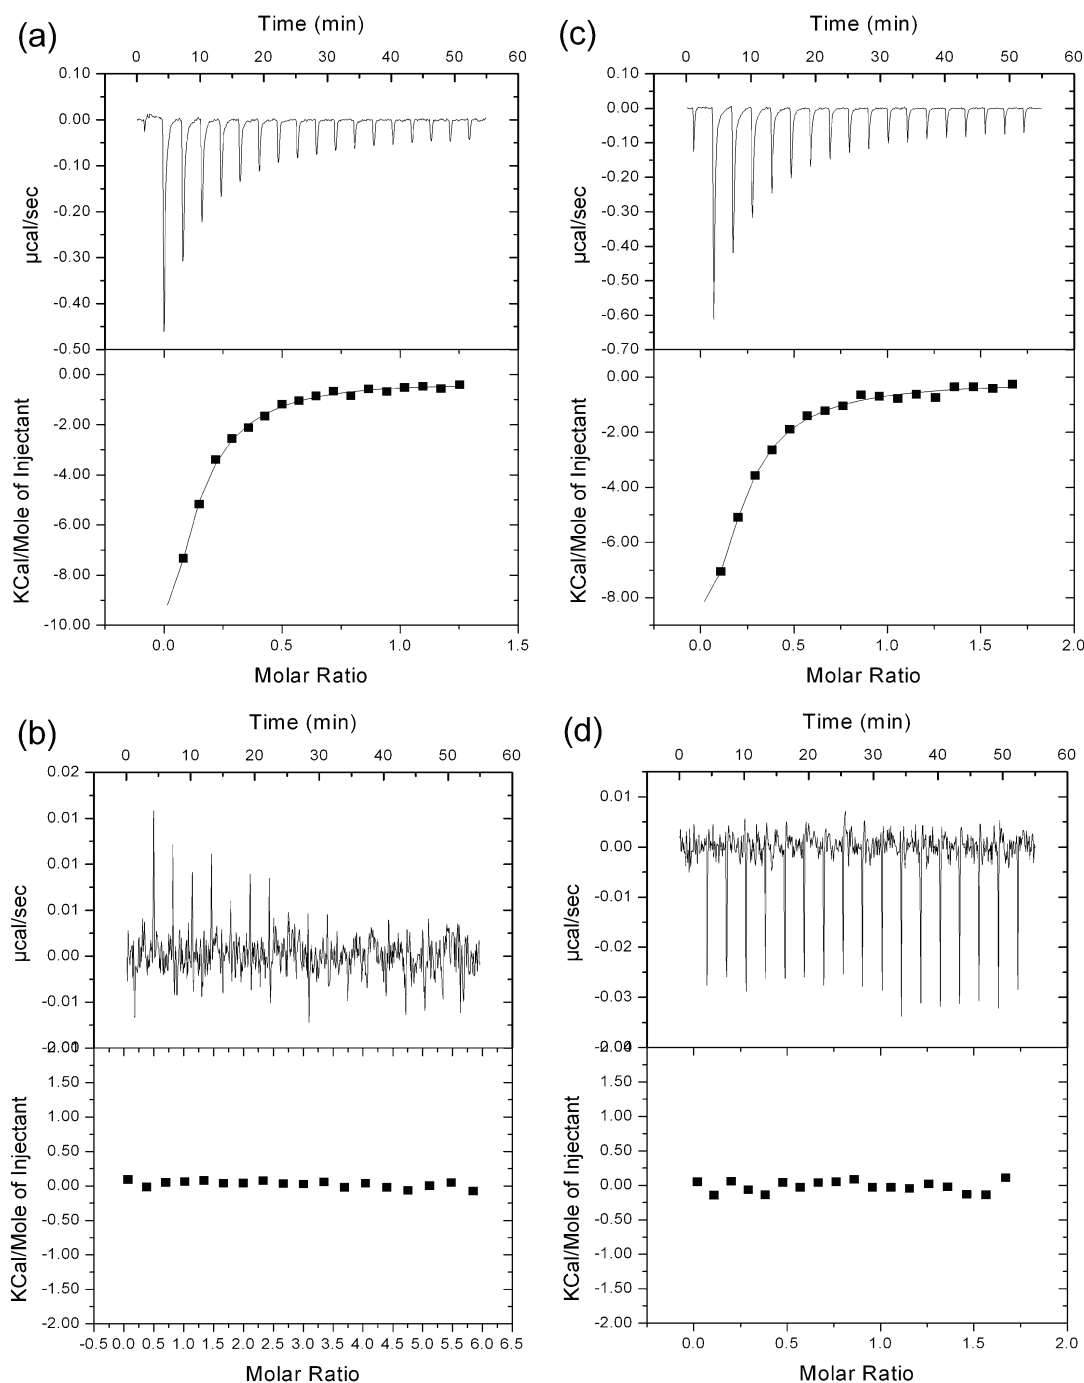 (a)
Time (min)
0 10 20 30 40 50 60
0.10
0.00
-0.10
-0.20
-0.30
-0.40
-0.50
µcal/sec
0.00
-2.00
-4.00
-6.00
-8.00
-10.00
KCal/Mole of Injectant
0.0 0.5 1.0 1.5
Molar Ratio
(c)
Time (min)
0 10 20 30 40 50 60
0.10
0.00
-0.10
-0.20
-0.30
-0.40
-0.50
-0.60
-0.70
µcal/sec
0.00
-2.00
-4.00
-6.00
-8.00
KCal/Mole of Injectant
0.0 0.5 1.0 1.5 2.0
Molar Ratio
(b)
Time (min)
0 10 20 30 40 50 60
0.02
0.01
0.01
0.01
0.00
-0.01
µcal/sec
1.50
1.00
0.50
0.00
-0.50
-1.00
-1.50
-2.00
KCal/Mole of Injectant
-0.5 0.0 0.5 1.0 1.5 2.0 2.5 3.0 3.5 4.0 4.5 5.0 5.5 6.0 6.5
Molar Ratio
(d)
Time (min)
0 10 20 30 40 50 60
0.01
0.00
-0.01
-0.02
-0.03
µcal/sec
1.50
1.00
0.50
0.00
-0.50
-1.00
-1.50
-2.00
KCal/Mole of Injectant
0.0 0.5 1.0 1.5 2.0
Molar Ratio